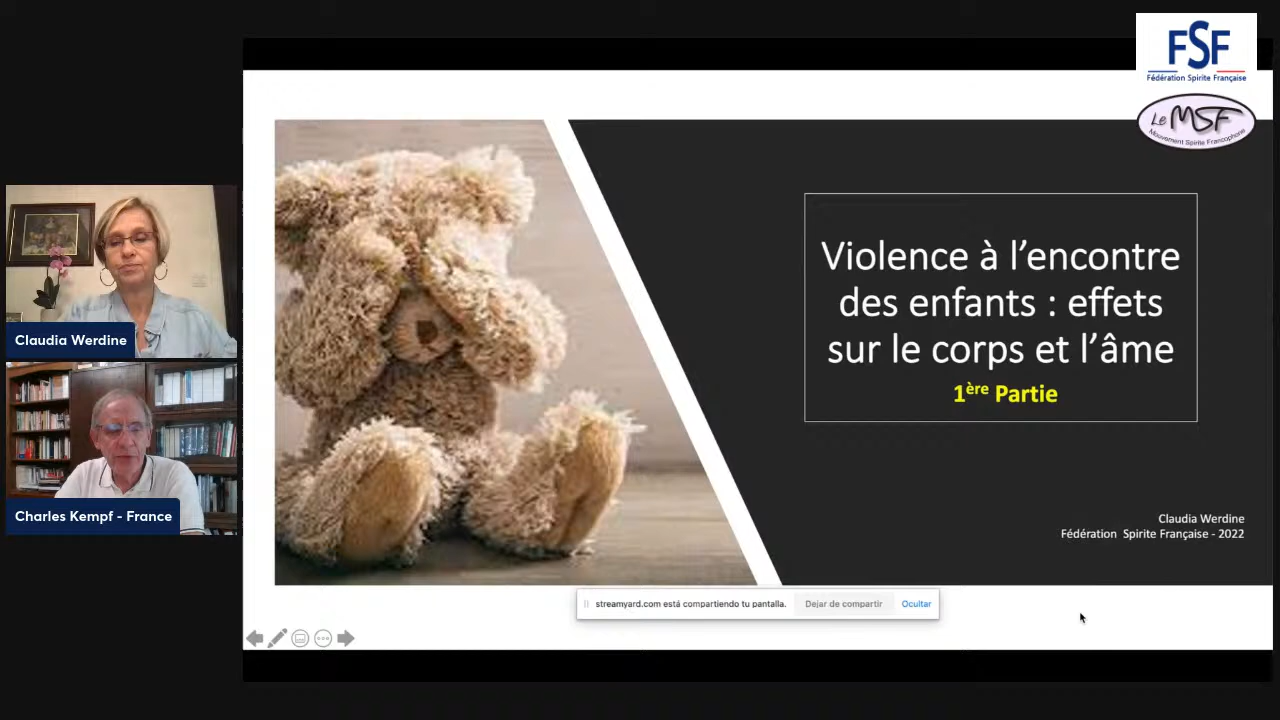 FSF
Fédération Spirite Française
Le MSF
Mouvement Spirite Francophone
Violence à l’encontre
des enfants : effets
sur le corps et l’âme
1ère Partie
Claudia Werdine
Charles Kempf - France
Claudia Werdine
Fédération Spirite Française - 2022
streamyard.com está compartiendo tu pantalla.
Dejar de compartir
Ocultar